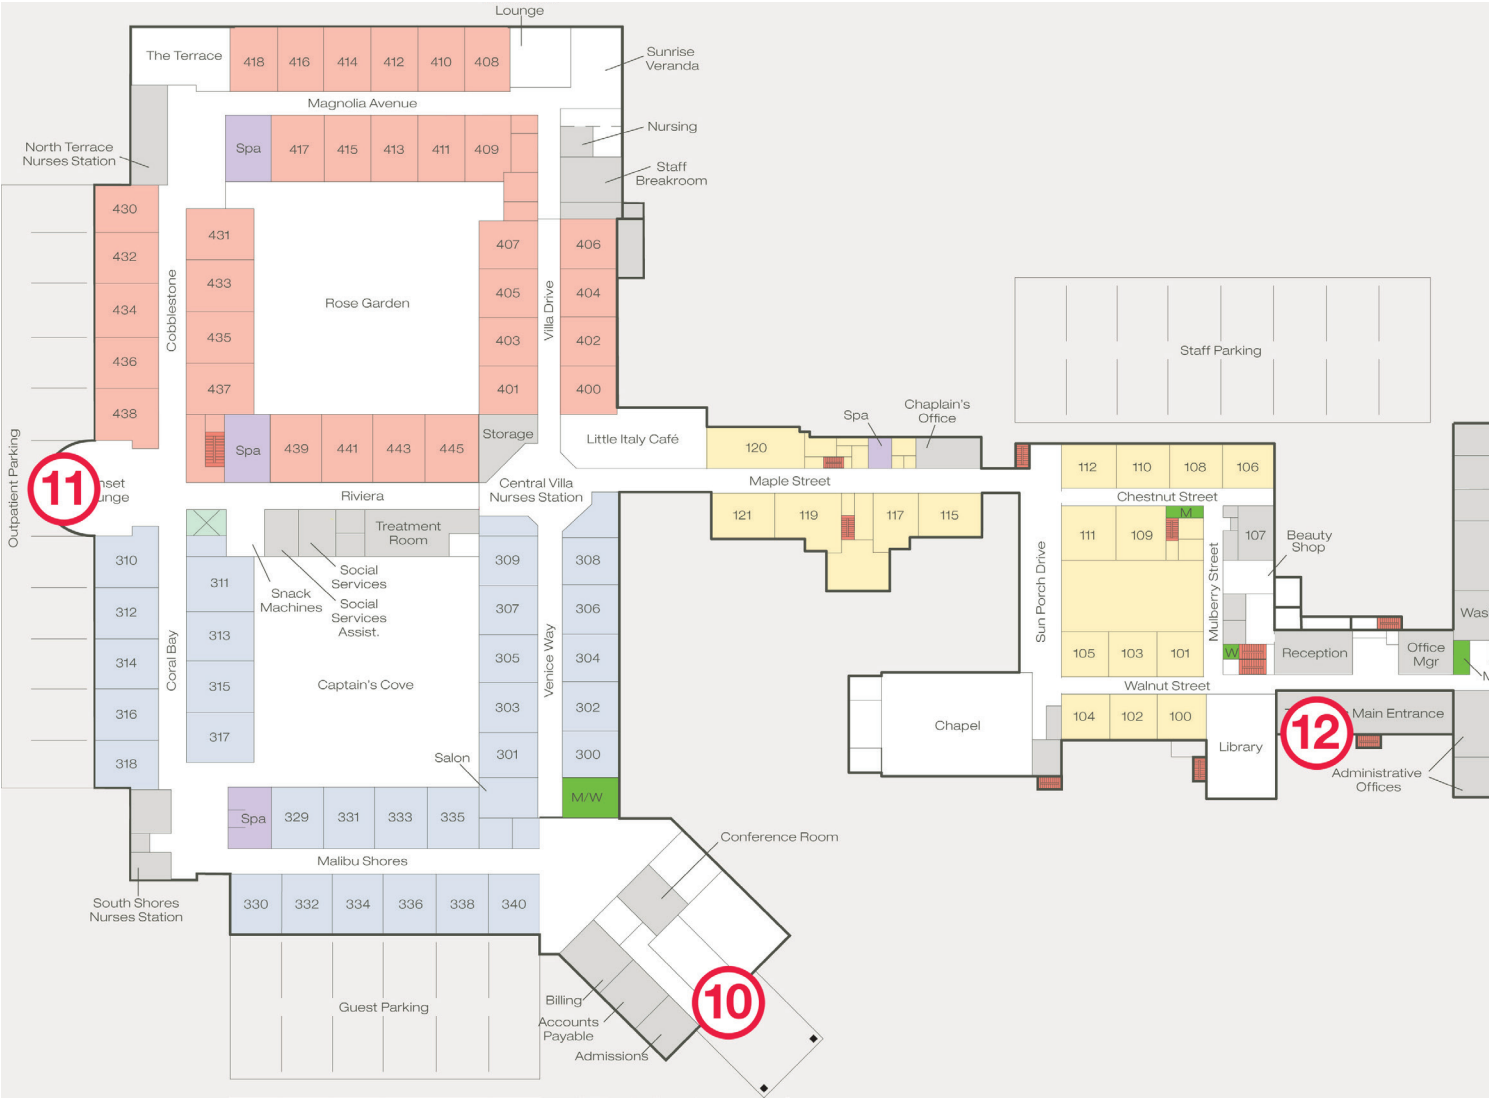 Lounge
The Terrace
418
416
414
412
410
408
Sunrise
Veranda
Magnolia Avenue
Nursing
North Terrace
Nurses Station
Spa
417
415
413
411
409
Staff
Breakroom
430
432
434
436
438
Cobblestone
431
433
435
437
Rose Garden
407
405
403
401
Villa Drive
406
404
402
400
Staff Parking
Outpatient Parking
Spa
439
441
443
445
Storage
Little Italy Café
120
Spa
Chaplain's
Office
112
110
108
106
11
Riviera
Central Villa
Nurses Station
Maple Street
Chestnut Street
121
119
117
115
Treatment
Room
Social
Services
Social
Services
Assist.
Snack
Machines
310
312
314
316
318
Coral Bay
311
313
315
317
Captain's Cove
309
307
305
303
301
Venice Way
308
306
304
302
300
Sun Porch Drive
111
109
M
107
Beauty
Shop
Mulberry Street
105
103
101
W
Reception
Office
Mgr
Walnut Street
104
102
100
Chapel
Library
12
Main Entrance
Administrative
Offices
Salon
M/W
Spa
329
331
333
335
Malibu Shores
Conference Room
South Shores
Nurses Station
330
332
334
336
338
340
Guest Parking
Billing
Accounts
Payable
Admissions
10